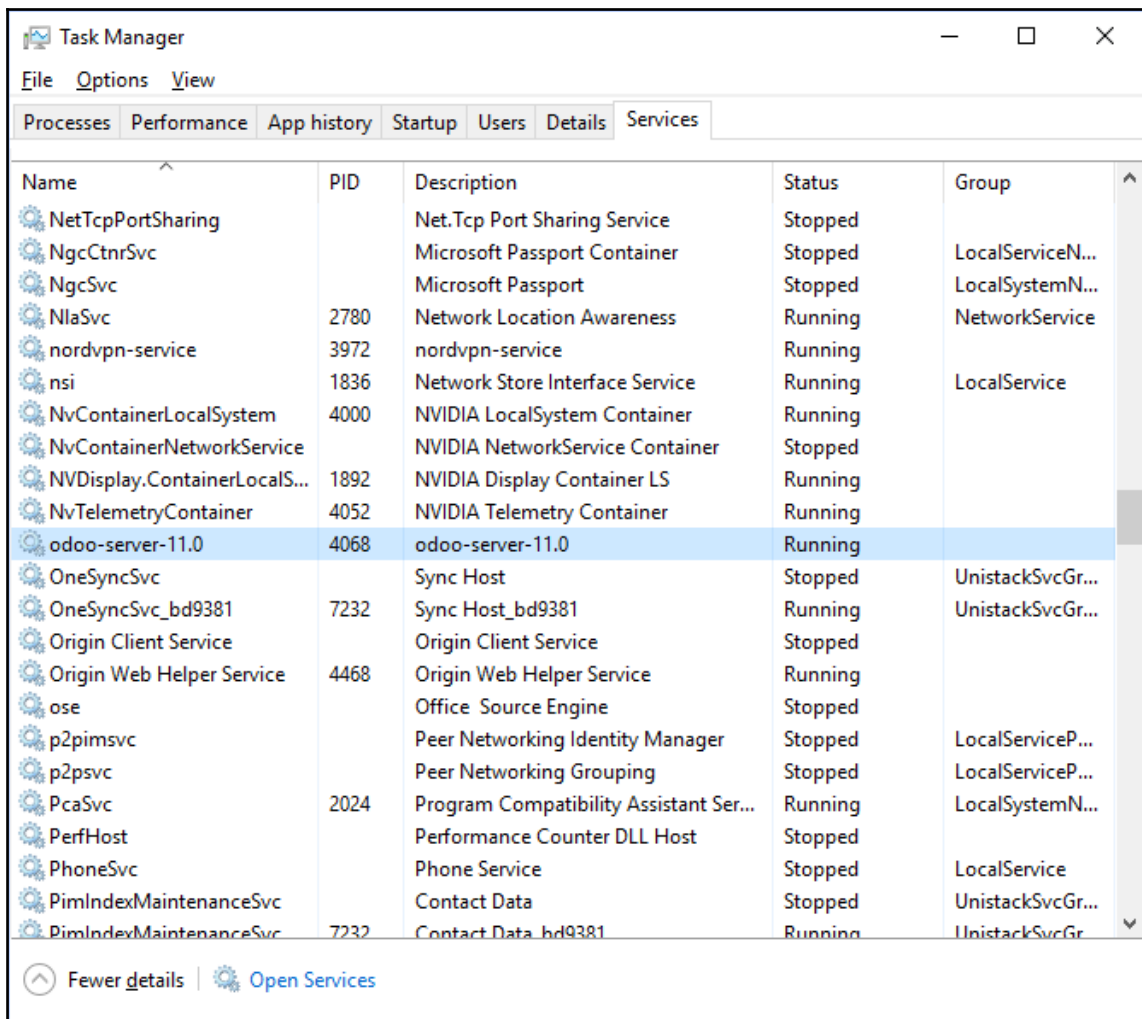 Task Manager
File Options View
Processes Performance App history Startup Users Details Services
Name PID Description Status Group
NetTcpPortSharing Net.Tcp Port Sharing Service Stopped
NgcCtnrSvc Microsoft Passport Container Stopped LocalServiceN...
NgcSvc Microsoft Passport Stopped LocalSystemN...
NlaSvc 2780 Network Location Awareness Running NetworkService
nordvpn-service 3972 nordvpn-service Running
nsi 1836 Network Store Interface Service Running LocalService
NvContainerLocalSystem 4000 NVIDIA LocalSystem Container Running
NvContainerNetworkService NVIDIA NetworkService Container Stopped
NVDisplay.ContainerLocalS... 1892 NVIDIA Display Container LS Running
NvTelemetryContainer 4052 NVIDIA Telemetry Container Running
odoo-server-11.0 4068 odoo-server-11.0 Running
OneSyncSvc Sync Host Stopped UnistackSvcGr...
OneSyncSvc_bd9381 7232 Sync Host_bd9381 Running UnistackSvcGr...
Origin Client Service Origin Client Service Stopped
Origin Web Helper Service 4468 Origin Web Helper Service Running
ose Office  Source Engine Stopped
p2pimsvc Peer Networking Identity Manager Stopped LocalServiceP...
p2psvc Peer Networking Grouping Stopped LocalServiceP...
PcaSvc 2024 Program Compatibility Assistant Ser... Running LocalSystemN...
PerfHost Performance Counter DLL Host Stopped
PhoneSvc Phone Service Stopped LocalService
PimIndexMaintenanceSvc Contact Data Stopped UnistackSvcGr...
PimIndexMaintenanceSvc 7232 Contact Data_bd9381 Running UnistackSvcGr
Fewer details Open Services